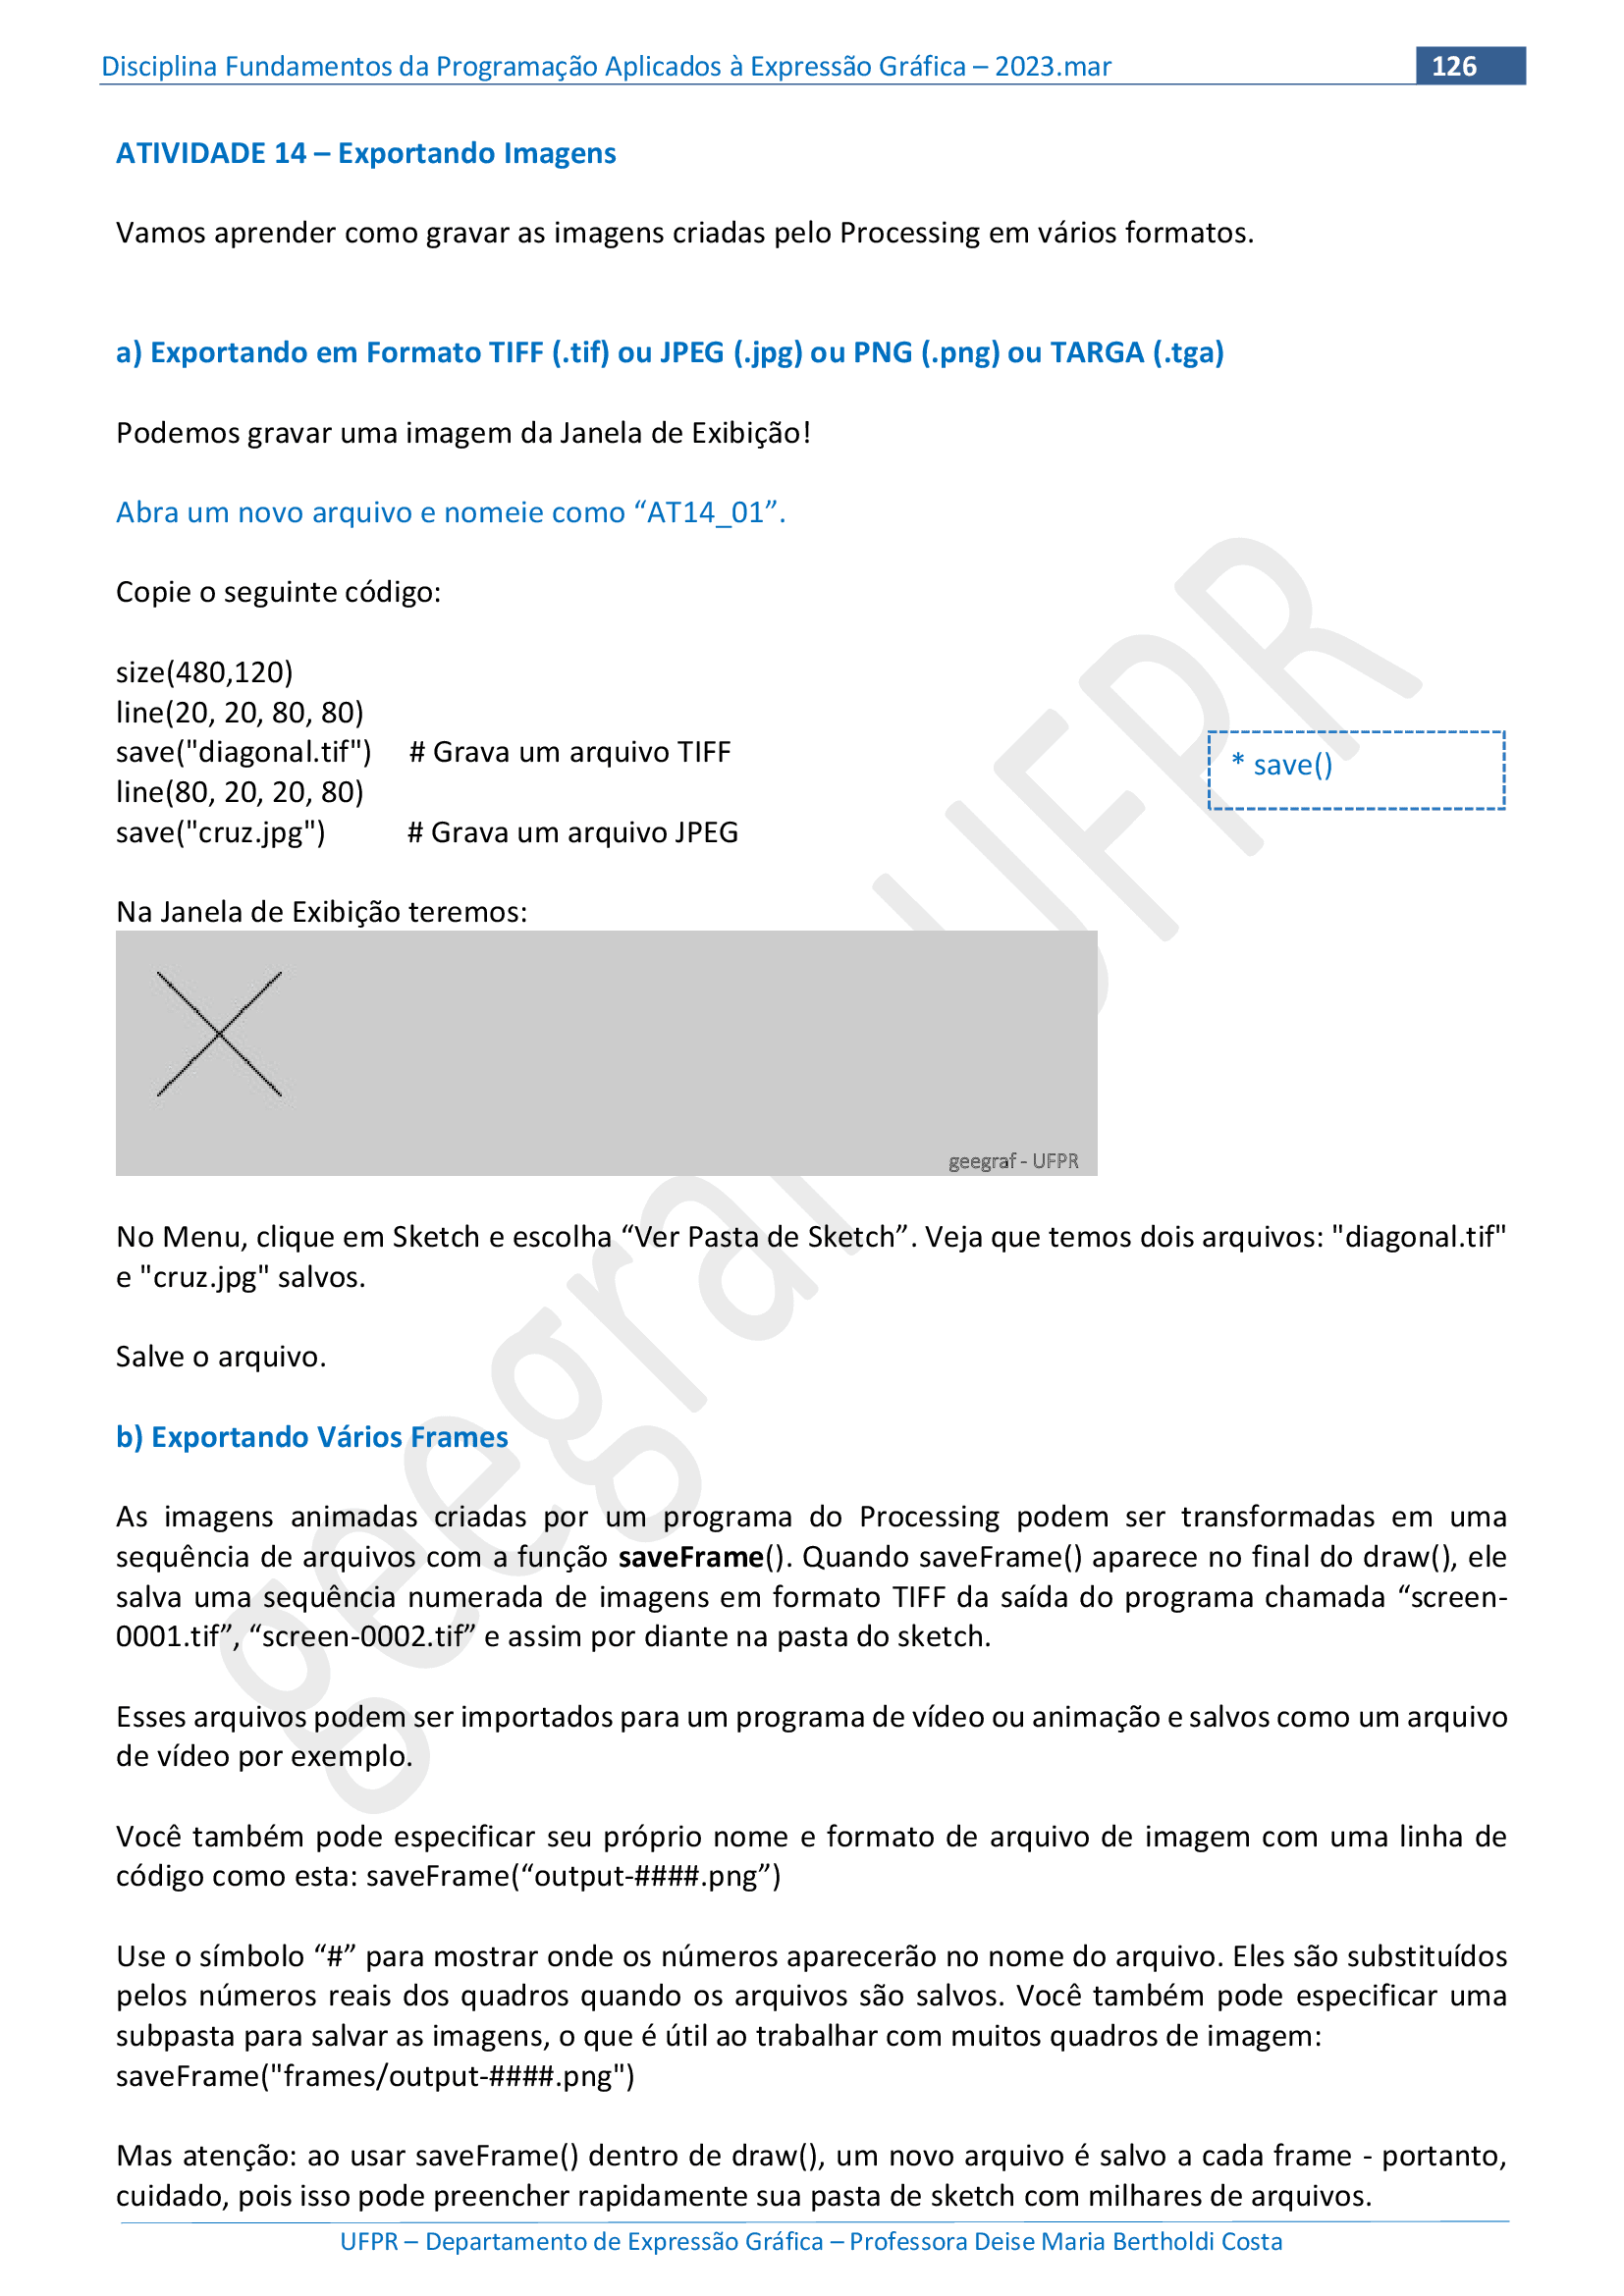 Disciplina Fundamentos da Programação Aplicados à Expressão Gráfica – 2023.mar 126
ATIVIDADE 14 – Exportando Imagens
Vamos aprender como gravar as imagens criadas pelo Processing em vários formatos.
a) Exportando em Formato TIFF (.tif) ou JPEG (.jpg) ou PNG (.png) ou TARGA (.tga)
Podemos gravar uma imagem da Janela de Exibição!
Abra um novo arquivo e nomeie como “AT14_01”.
Copie o seguinte código:
size(480,120)
line(20, 20, 80, 80)
save("diagonal.tif") # Grava um arquivo TIFF
* save()
line(80, 20, 20, 80)
save("cruz.jpg") # Grava um arquivo JPEG
Na Janela de Exibição teremos:
geegraf - UFPR
No Menu, clique em Sketch e escolha “Ver Pasta de Sketch”. Veja que temos dois arquivos: "diagonal.tif"
e "cruz.jpg" salvos.
Salve o arquivo.
b) Exportando Vários Frames
As imagens animadas criadas por um programa do Processing podem ser transformadas em uma
sequência de arquivos com a função saveFrame(). Quando saveFrame() aparece no final do draw(), ele
salva uma sequência numerada de imagens em formato TIFF da saída do programa chamada “screen-
0001.tif”, “screen-0002.tif” e assim por diante na pasta do sketch.
Esses arquivos podem ser importados para um programa de vídeo ou animação e salvos como um arquivo
de vídeo por exemplo.
Você também pode especificar seu próprio nome e formato de arquivo de imagem com uma linha de
código como esta: saveFrame(“output-####.png”)
Use o símbolo “#” para mostrar onde os números aparecerão no nome do arquivo. Eles são substituídos
pelos números reais dos quadros quando os arquivos são salvos. Você também pode especificar uma
subpasta para salvar as imagens, o que é útil ao trabalhar com muitos quadros de imagem:
saveFrame("frames/output-####.png")
Mas atenção: ao usar saveFrame() dentro de draw(), um novo arquivo é salvo a cada frame - portanto,
cuidado, pois isso pode preencher rapidamente sua pasta de sketch com milhares de arquivos.
UFPR – Departamento de Expressão Gráfica – Professora Deise Maria Bertholdi Costa
geegraf UFPR